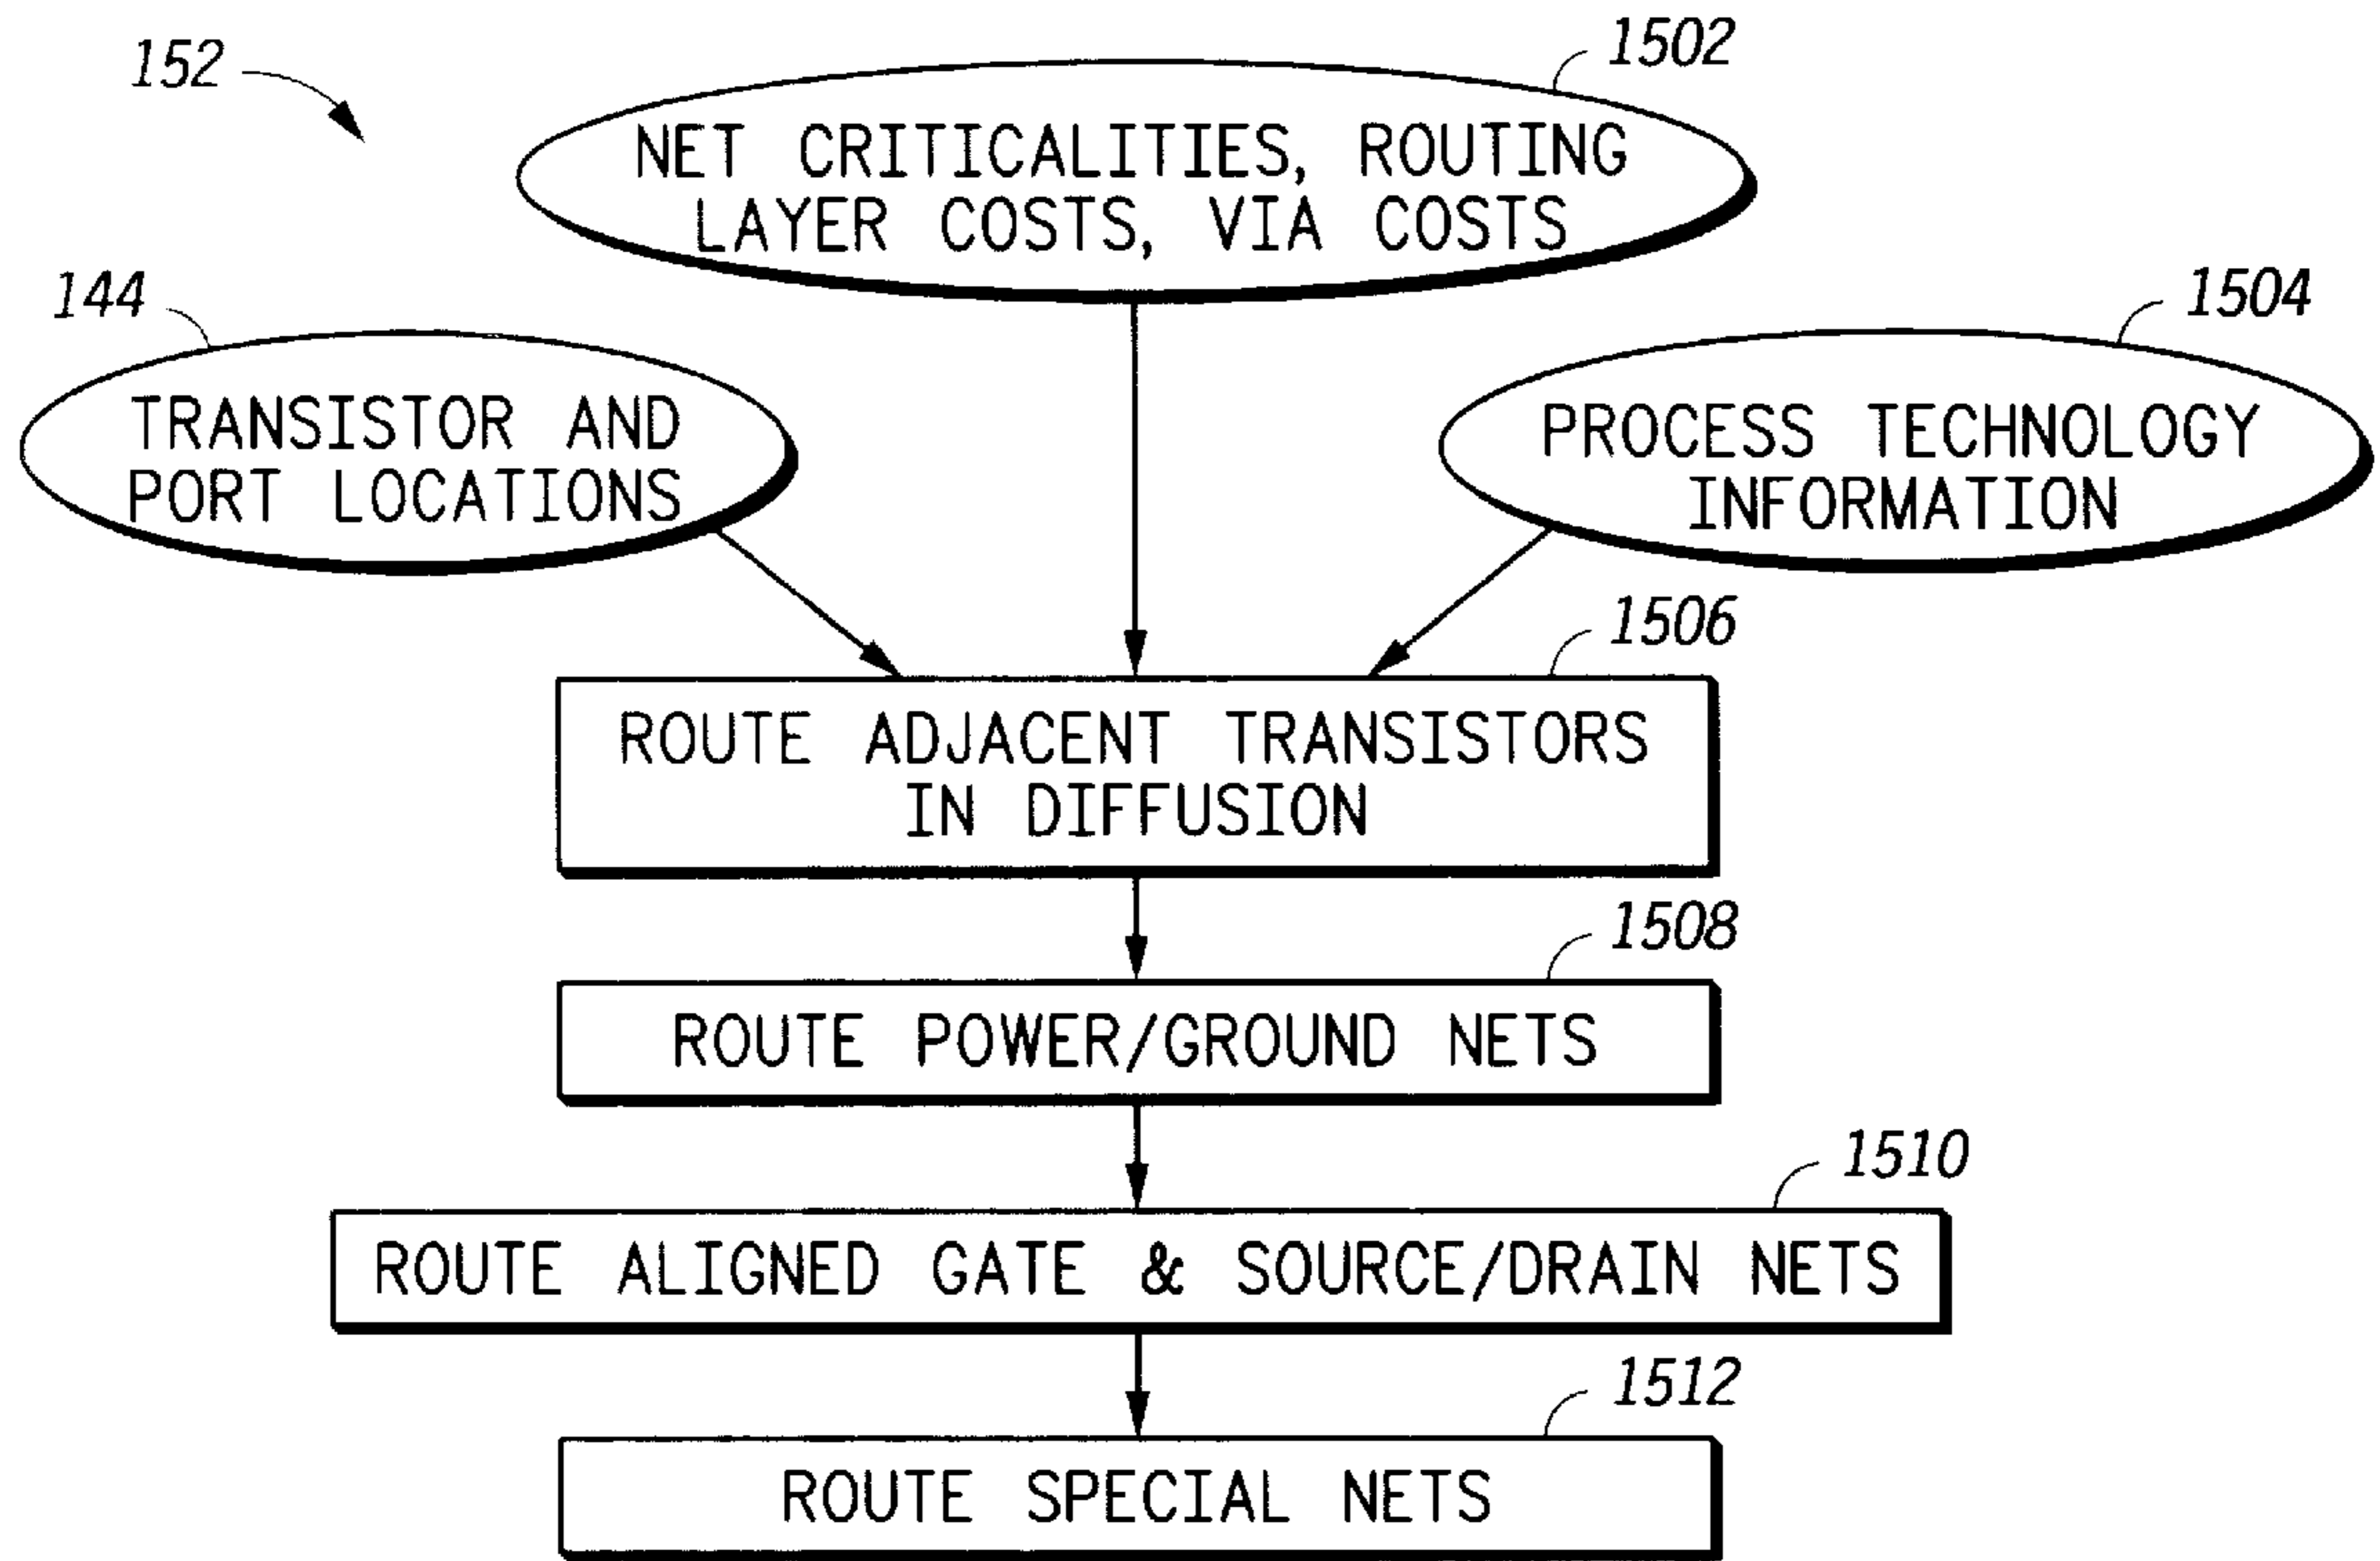 1502
152
NET CRITICALITIES, ROUTING
LAYER COSTS, VIA COSTS
144
1504
TRANSISTOR AND
PORT LOCATIONS
PROCESS TECHNOLOGY
INFORMATION
1506
ROUTE ADJACENT TRANSISTORS
IN DIFFUSION
1508
ROUTE POWER/GROUND NETS
1510
ROUTE ALIGNED GATE & SOURCE/DRAIN NETS
1512
ROUTE SPECIAL NETS